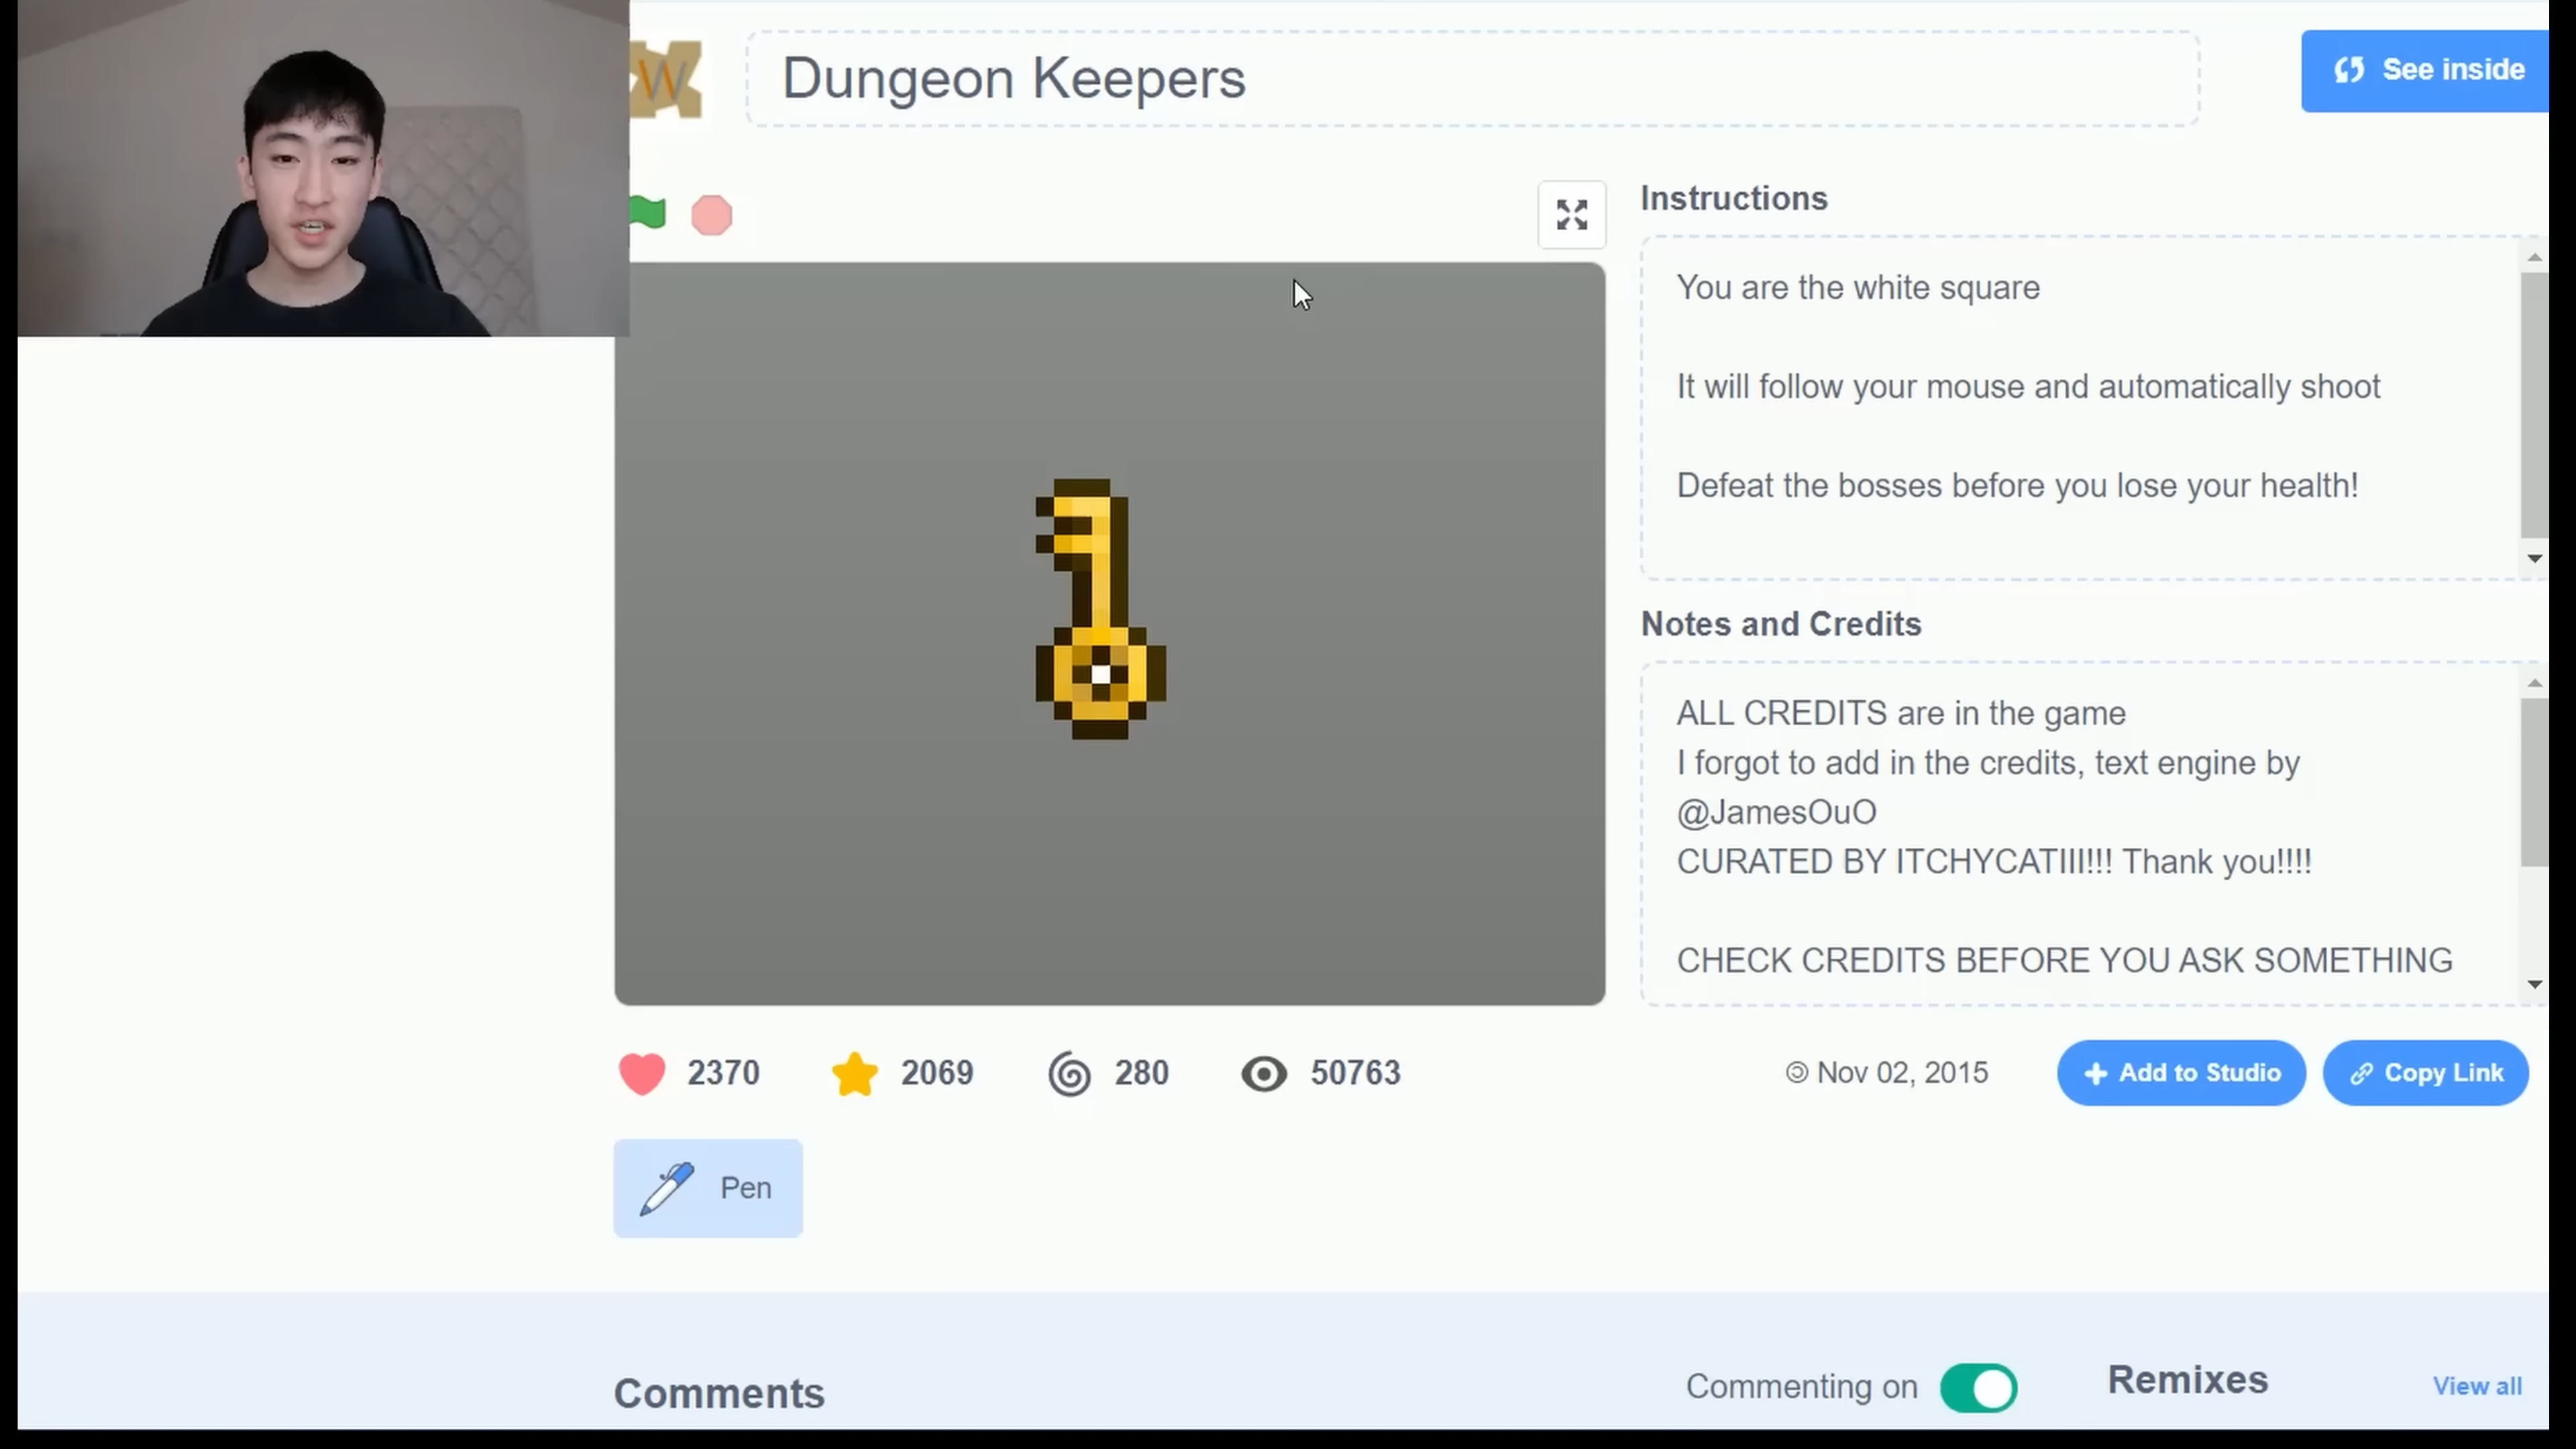 W
Dungeon Keepers
See inside
Instructions
You are the white square
It will follow your mouse and automatically shoot
Defeat the bosses before you lose your health!
Notes and Credits
ALL CREDITS are in the game
I forgot to add in the credits, text engine by
@JamesOuO
CURATED BY ITCHYCATIII!!! Thank you!!!!
CHECK CREDITS BEFORE YOU ASK SOMETHING
2370
2069
280
50763
Nov 02, 2015
Add to Studio
Copy Link
Pen
Comments
Commenting on
Remixes
View all